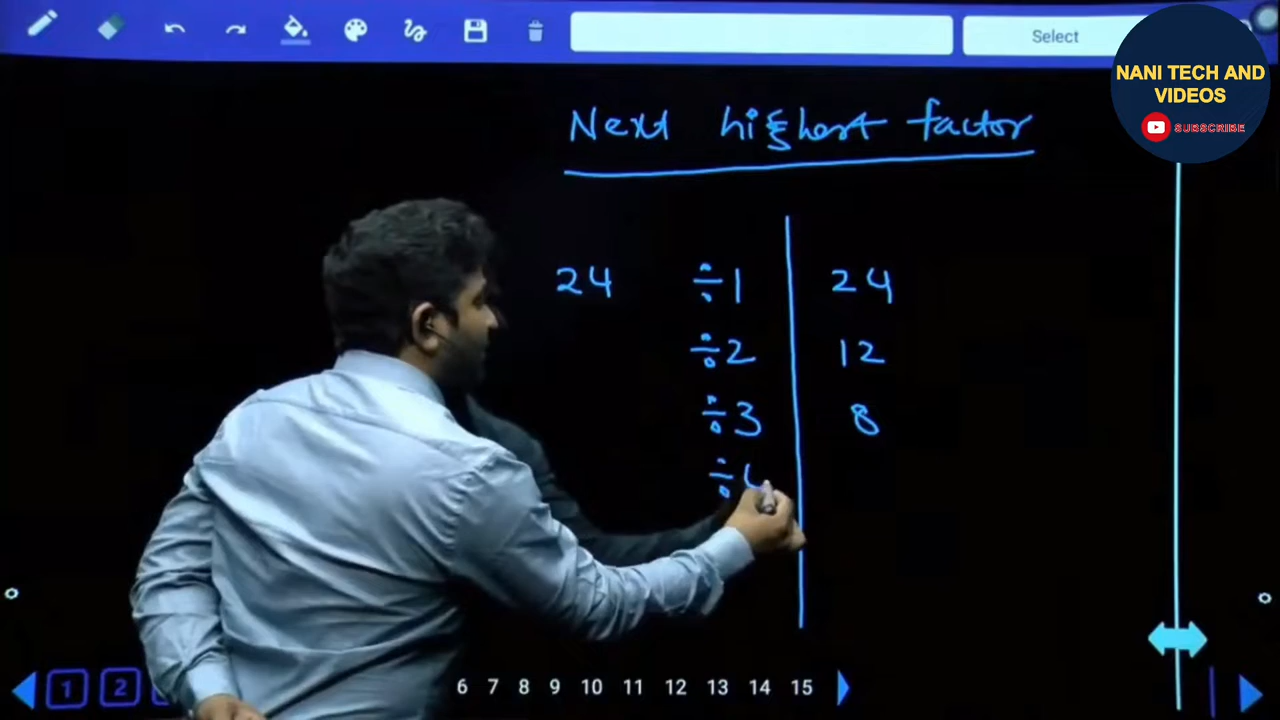 Select
NANI TECH AND
VIDEOS
SUBSCRIBE
Next highest factor
24 ÷1 24
÷2 12
÷3 8
÷
1 2 6 7 8 9 10 11 12 13 14 15